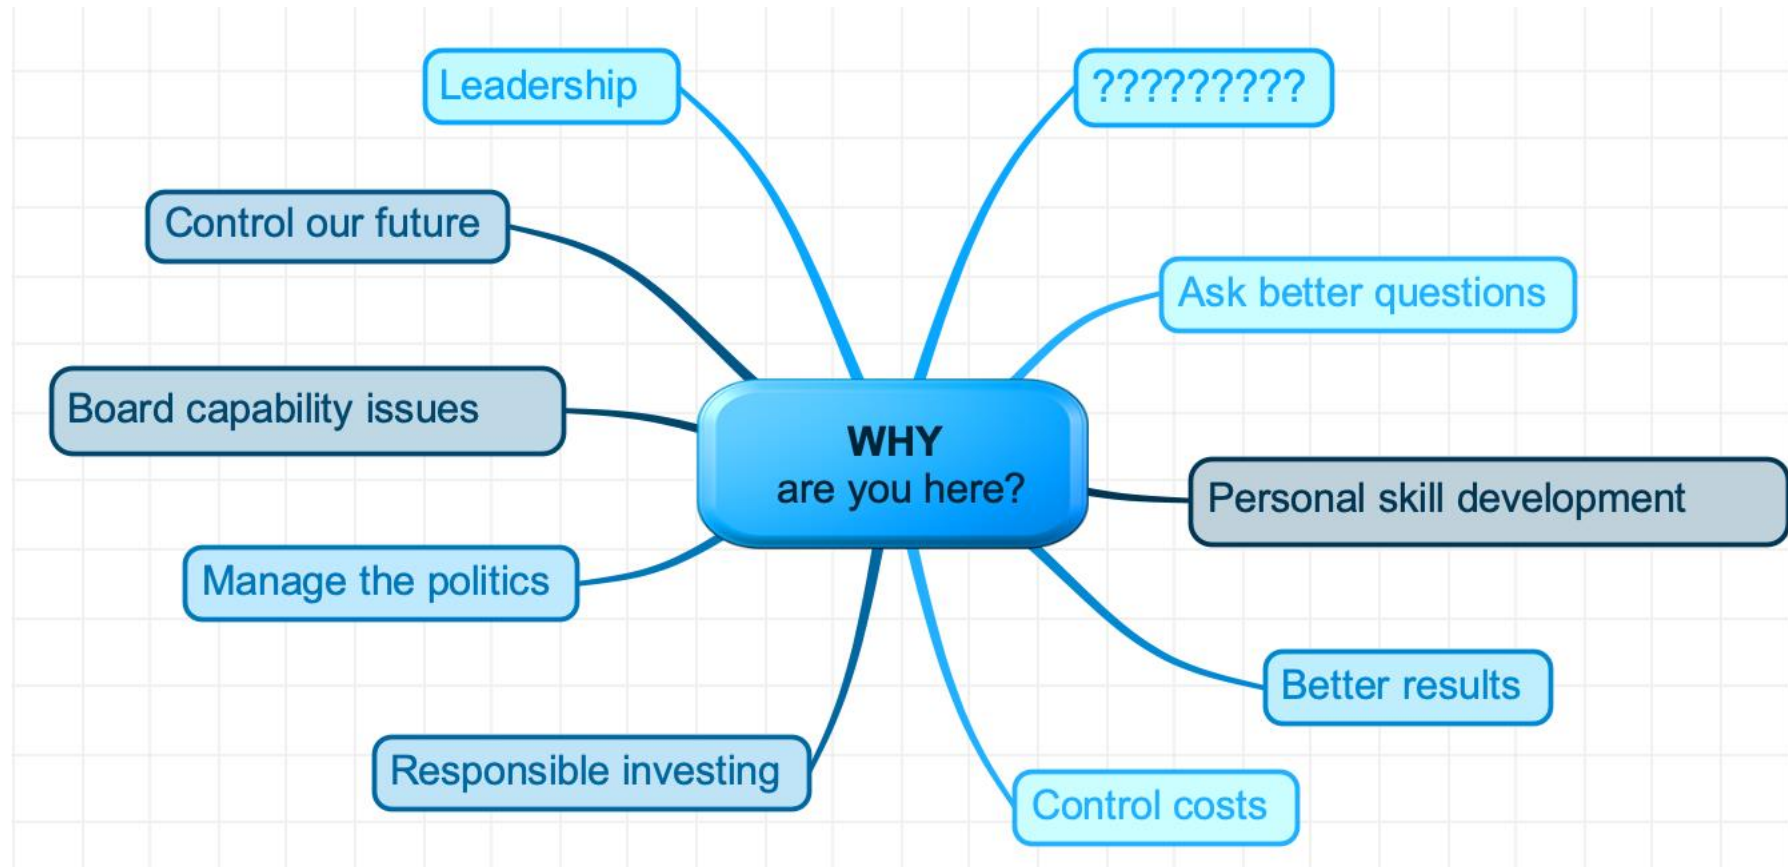 Leadership
?????????
Control our future
Ask better questions
Board capability issues
WHY
are you here?
Personal skill development
Manage the politics
Better results
Responsible investing
Control costs